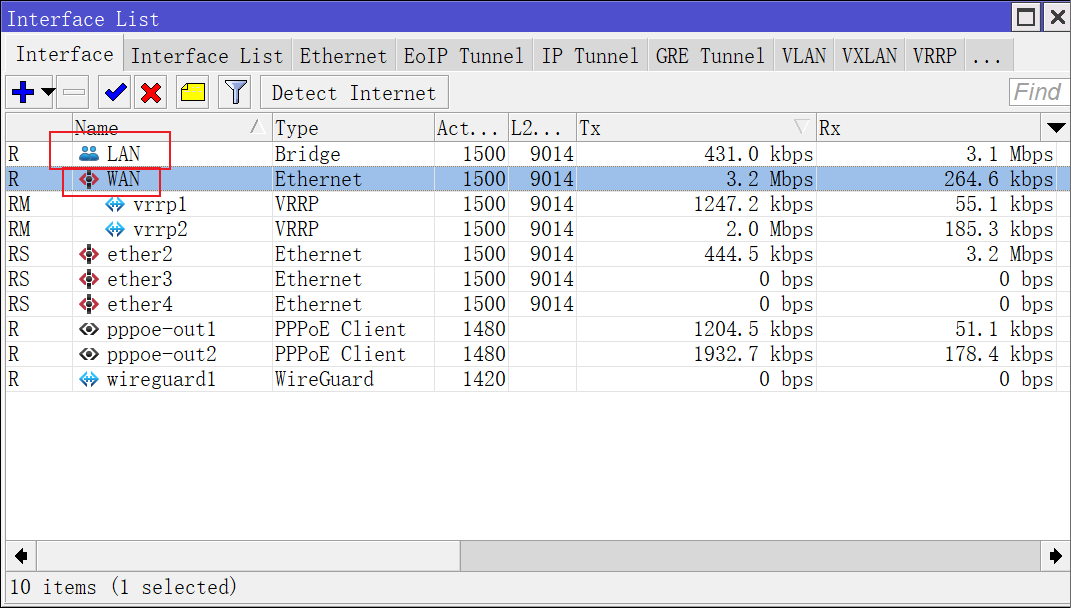 Interface List
Interface Interface List Ethernet EoIP Tunnel IP Tunnel GRE Tunnel VLAN VXLAN VRRP ...
Detect Internet Find
Name Type Act... L2... Tx Rx
R LAN Bridge 1500 9014 431.0 kbps 3.1 Mbps
R WAN Ethernet 1500 9014 3.2 Mbps 264.6 kbps
RM vrrp1 VRRP 1500 9014 1247.2 kbps 55.1 kbps
RM vrrp2 VRRP 1500 9014 2.0 Mbps 185.3 kbps
RS ether2 Ethernet 1500 9014 444.5 kbps 3.2 Mbps
RS ether3 Ethernet 1500 9014 0 bps 0 bps
RS ether4 Ethernet 1500 9014 0 bps 0 bps
R pppoe-out1 PPPoE Client 1480 1204.5 kbps 51.1 kbps
R pppoe-out2 PPPoE Client 1480 1932.7 kbps 178.4 kbps
R wireguard1 WireGuard 1420 0 bps 0 bps
10 items (1 selected)